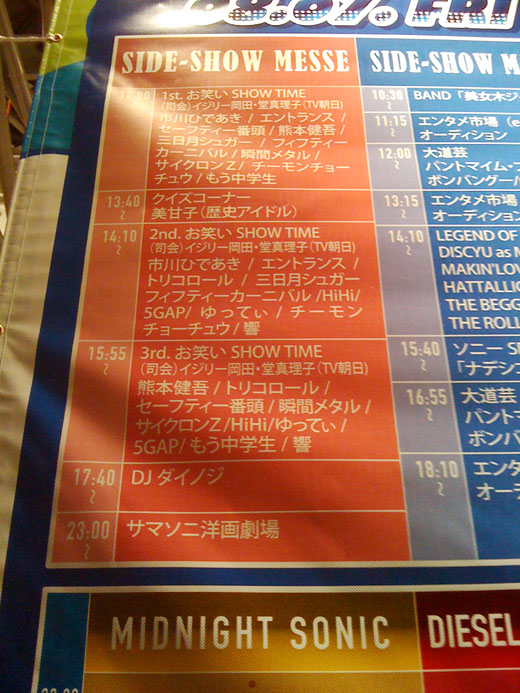 08.07. FRI
SIDE-SHOW MESSE
12:00
1st. お笑い SHOW TIME
(司会)イジリー岡田・堂真理子(TV朝日)
市川ひであき / エントランス /
セーフティー番頭 / 熊本健吾 /
三日月シュガー / フィフティー
カーニバル / 瞬間メタル /
サイクロンZ / チーモンチョー
チュウ / もう中学生
13:40
~
クイズコーナー
美甘子(歴史アイドル)
14:10
~
2nd. お笑い SHOW TIME
(司会)イジリー岡田・堂真理子(TV朝日)
市川ひであき / エントランス /
トリコロール / 三日月シュガー
フィフティーカーニバル /HiHi/
5GAP/ ゆってぃ / チーモン
チョーチュウ / 響
15:55
~
3rd. お笑い SHOW TIME
(司会)イジリー岡田・堂真理子(TV朝日)
熊本健吾 / トリコロール /
セーフティー番頭 / 瞬間メタル /
サイクロンZ /HiHi/ゆってぃ /
5GAP/ もう中学生 / 響
17:40
~
DJ ダイノジ
23:00
~
サマソニ洋画劇場
SIDE-SHOW M
10:30
~
BAND「美女木ジ
11:15
~
エンタメ市場 (e
オーディション
12:00
~
大道芸
パントマイム・
ボンバングー/
13:15
~
エンタメ市場
オーディション
14:10
~
LEGEND OF
DISCYU as M
MAKIN'LOV
HATTALLIC
THE BEGG
THE ROLL
15:40
~
ソニー S
「ナデシコ
16:55
~
大道芸
パントマ
ボンバ
18:10
~
エンタ
オーデ
MIDNIGHT SONIC
DIESEL